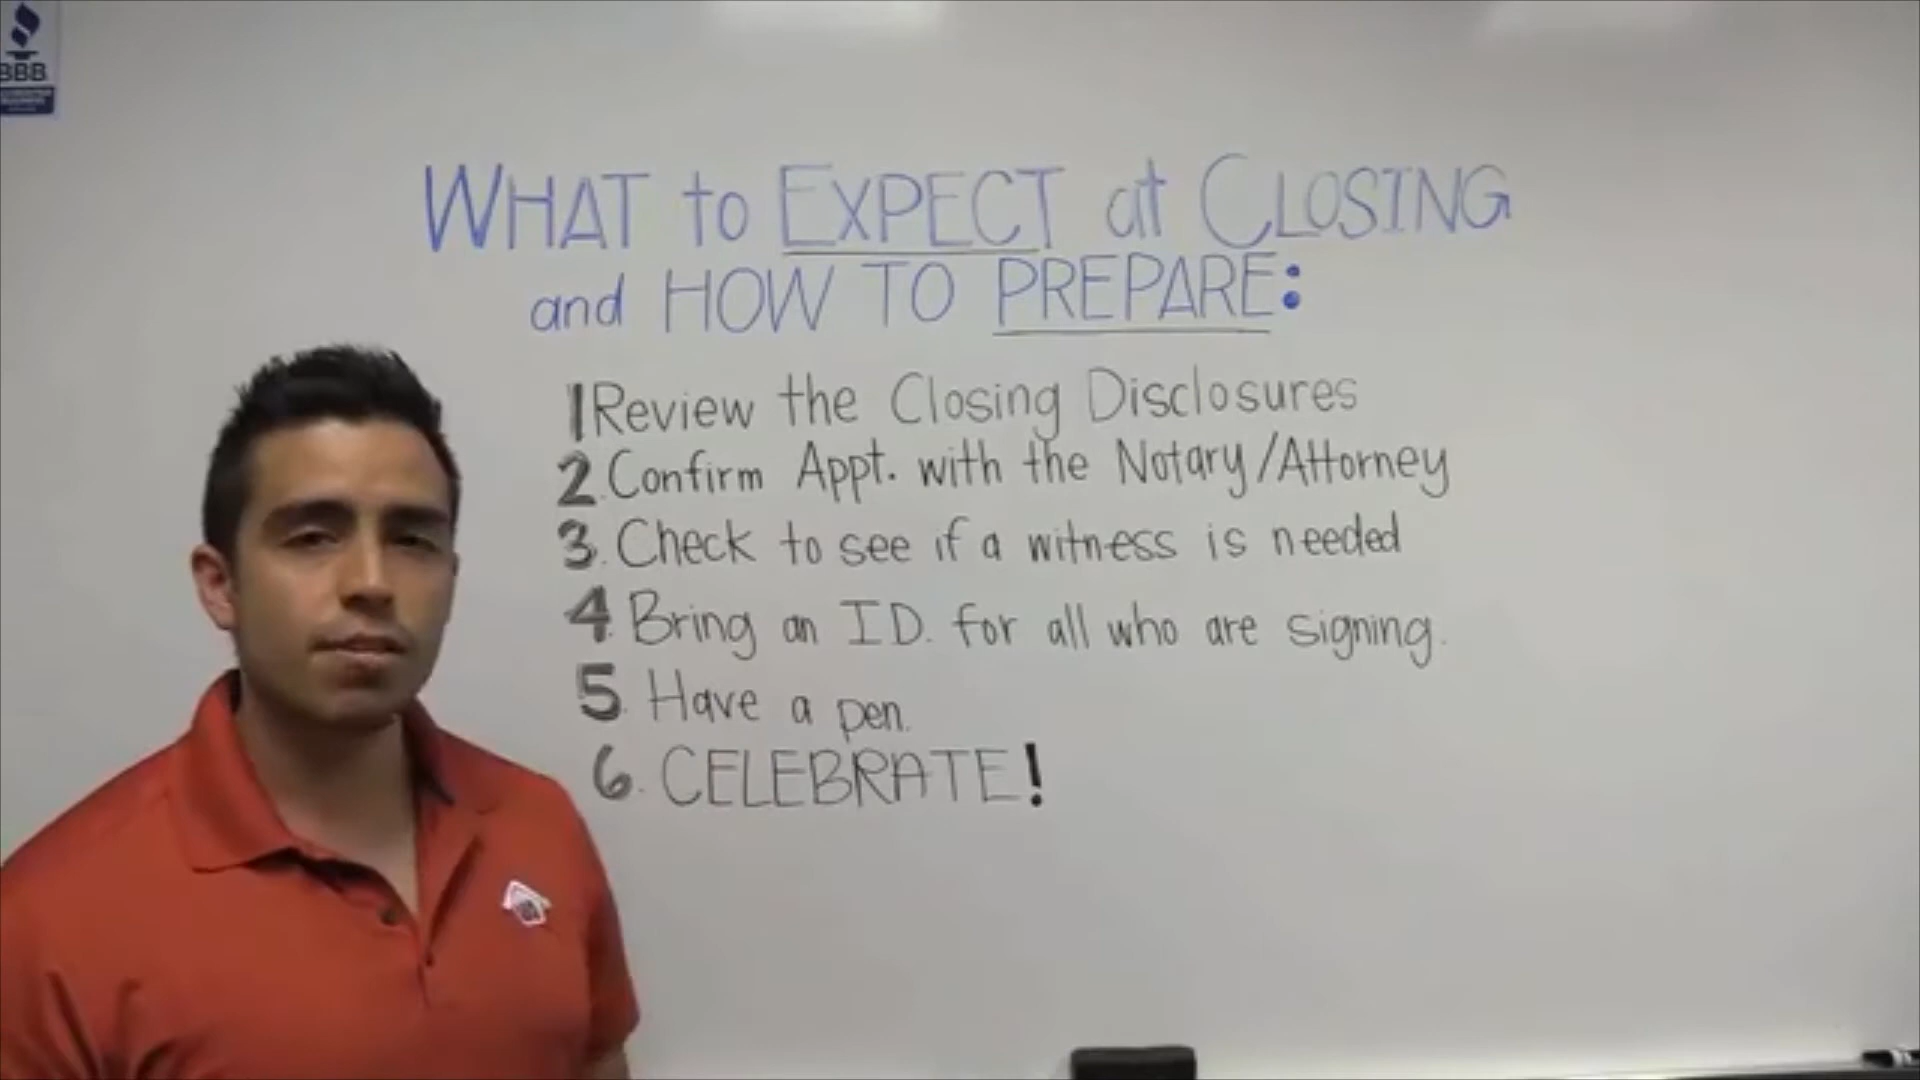 BBB
WHAT to EXPECT at CLOSING
and HOW TO PREPARE:
1 Review the Closing Disclosures
2. Confirm Appt. with the Notary/Attorney
3. Check to see if a witness is needed
4. Bring an ID. for all who are signing.
5. Have a pen.
6. CELEBRATE!